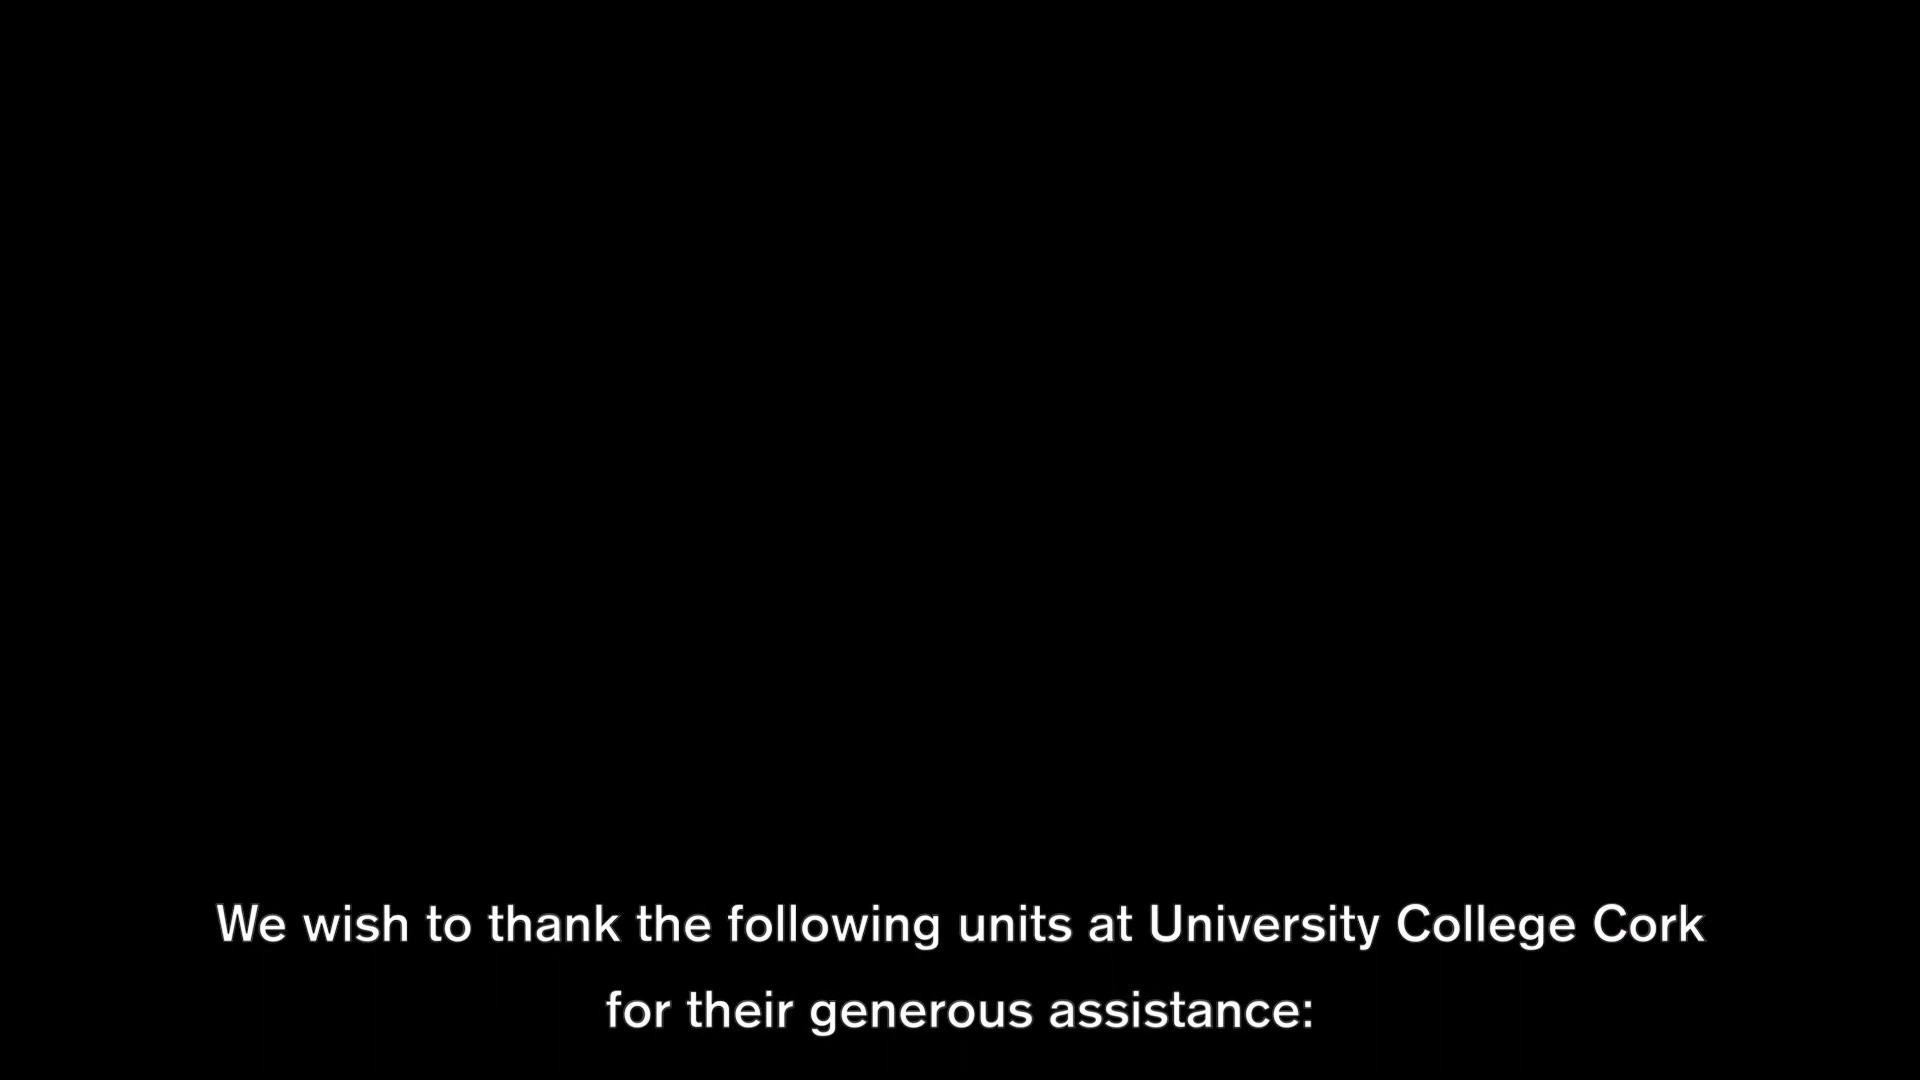 We wish to thank the following units at University College Cork
for their generous assistance: